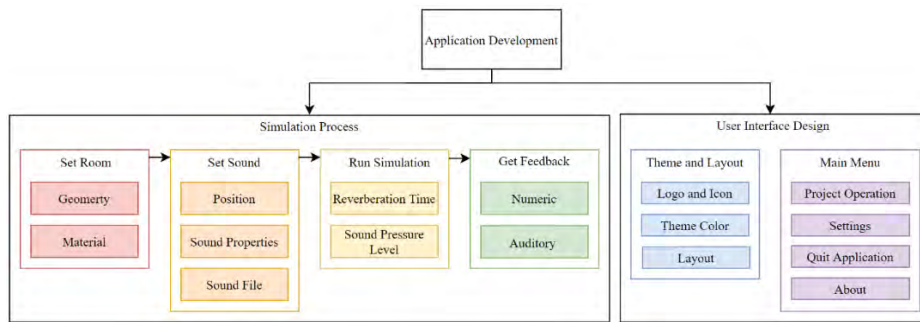 Application Development
Simulation Process
Set Room
Geomerty
Material
Set Sound
Position
Sound Properties
Sound File
Run Simulation
Reverberation Time
Sound Pressure
Level
Get Feedback
Numeric
Auditory
User Interface Design
Theme and Layout
Logo and Icon
Theme Color
Layout
Main Menu
Project Operation
Settings
Quit Application
About